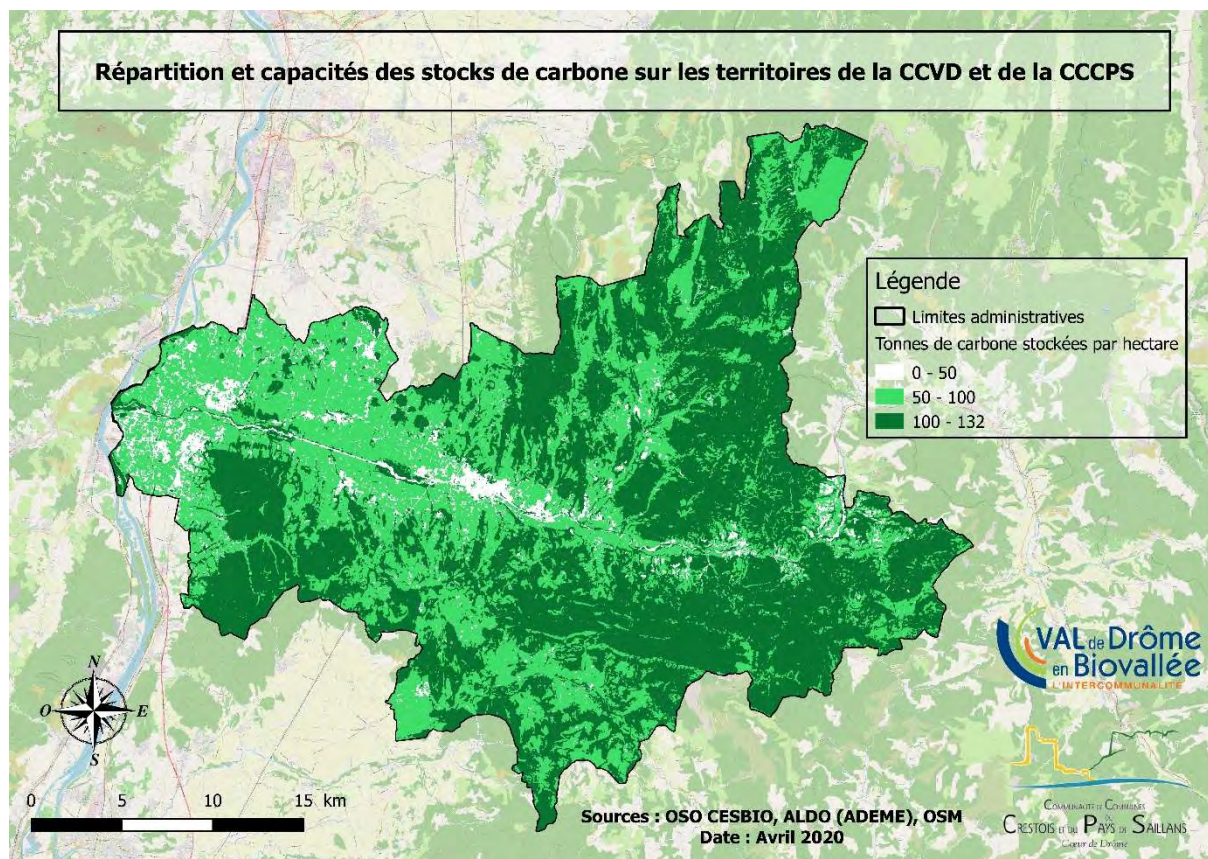 Répartition et capacités des stocks de carbone sur les territoires de la CCVD et de la CCCPS
Légende
Limites administratives
Tonnes de carbone stockées par hectare
0 - 50
50 - 100
100 - 132
VAL de Drôme
en Biovallée
L'INTERCOMMUNALITÉ
N
O
E
S
0 5 10 15 km
Sources : OSO CESBIO, ALDO (ADEME), OSM
Date : Avril 2020
COMMUNAUTÉ DE COMMUNES
DU
CRESTOIS ET DU PAYS DE SAILLANS
Cœur de Drôme